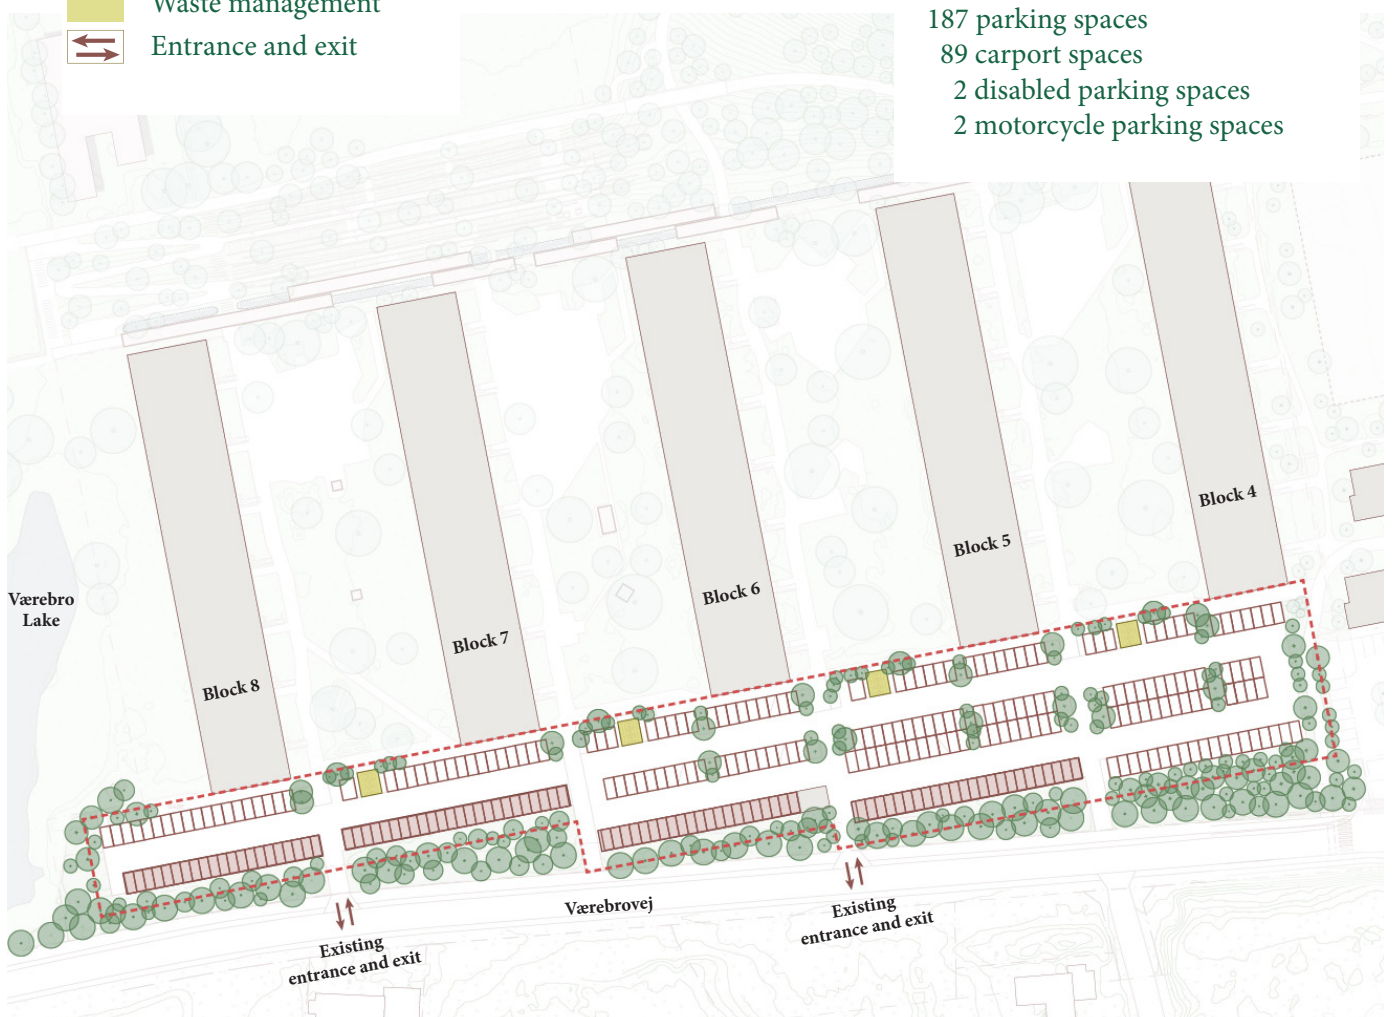 Waste management
Entrance and exit
187 parking spaces
89 carport spaces
2 disabled parking spaces
2 motorcycle parking spaces
Block 4
Block 5
Block 6
Block 7
Block 8
Værebro
Lake
Værebrovej
Existing
entrance and exit
Existing
entrance and exit